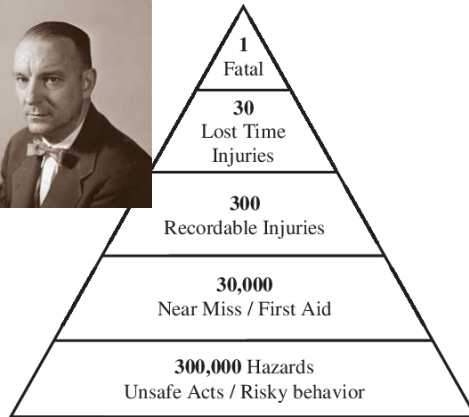 1
Fatal
30
Lost Time
Injuries
300
Recordable Injuries
30,000
Near Miss / First Aid
300,000 Hazards
Unsafe Acts / Risky behavior